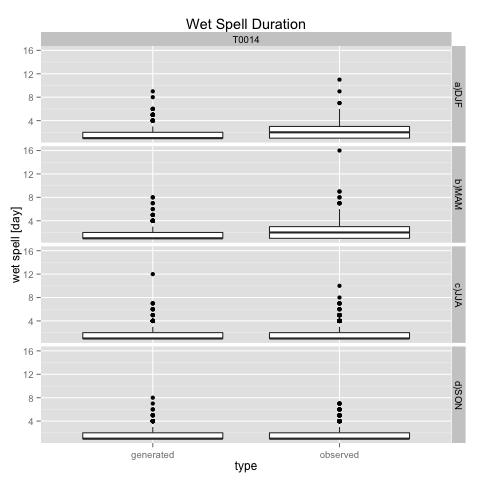 Wet Spell Duration
T0014
16
12
8
4
a)DJF
16
12
8
4
b)MAM
wet spell [day]
16
12
8
4
c)JJA
16
12
8
4
d)SON
generated
observed
type